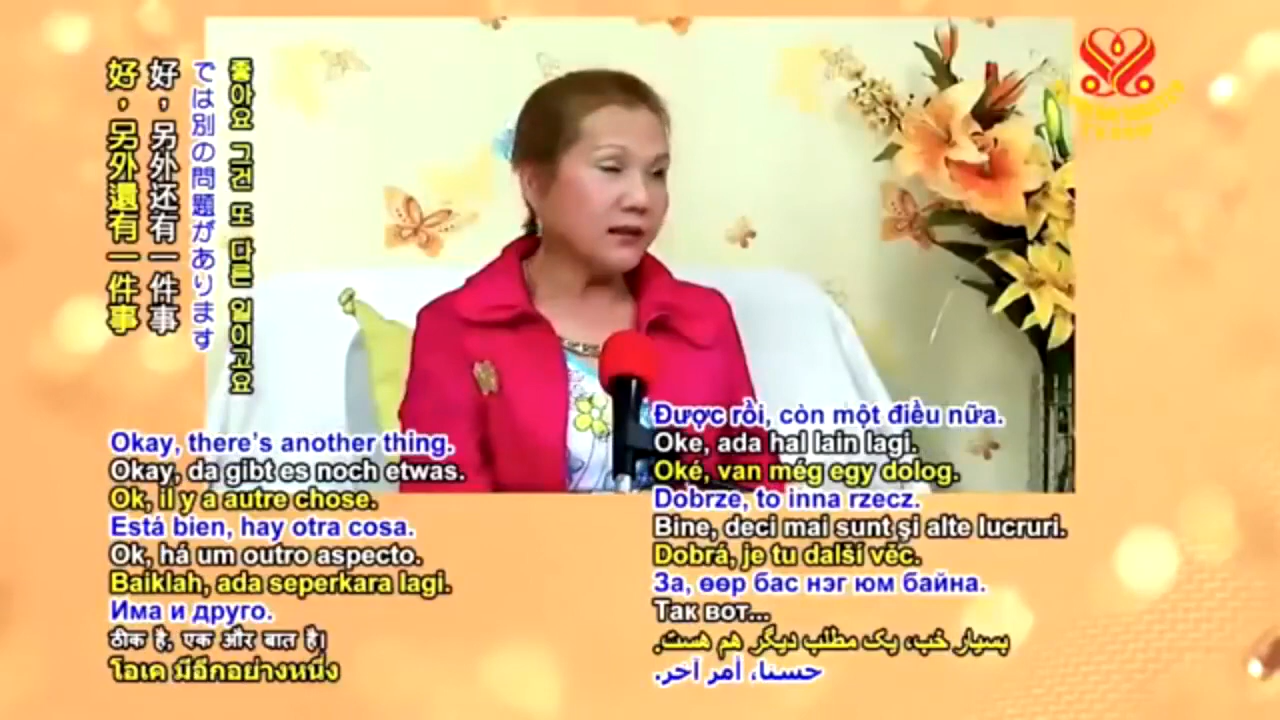 好，另外還有一件事
好，另外还有一件事
では別の問題があります
좋아요 그건 또 다른 일이고요
Okay, there's another thing.
Okay, da gibt es noch etwas.
Ok, il y a autre chose.
Está bien, hay otra cosa.
Ok, há um outro aspecto.
Baiklah, ada seperkara lagi.
Има и друго.
ठीक है, एक और बात है।
โอเค มีอีกอย่างหนึ่ง
Được rồi, còn một điều nữa.
Oke, ada hal lain lagi.
Oké, van még egy dolog.
Dobrze, to inna rzecz.
Bine, deci mai sunt şi alte lucruri.
Dobrá, je tu další věc.
За, өөр бас нэг юм байна.
Так вот...
بسیار خب، یک مطلب دیگر هم هست.
حسنا، أمر آخر.